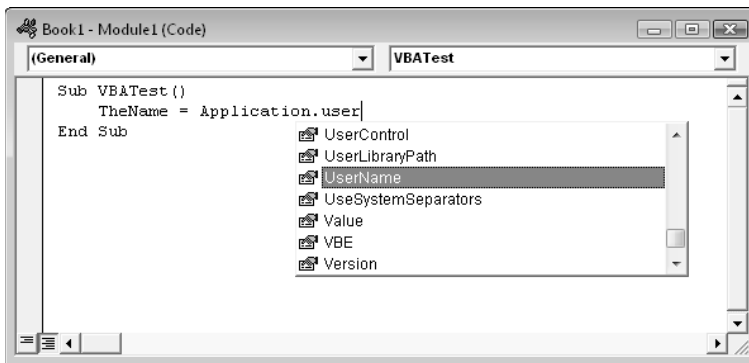 Book1 - Module1 (Code)
(General) VBATest
Sub VBATest()
TheName = Application.user
End Sub
UserControl
UserLibraryPath
UserName
UseSystemSeparators
Value
VBE
Version